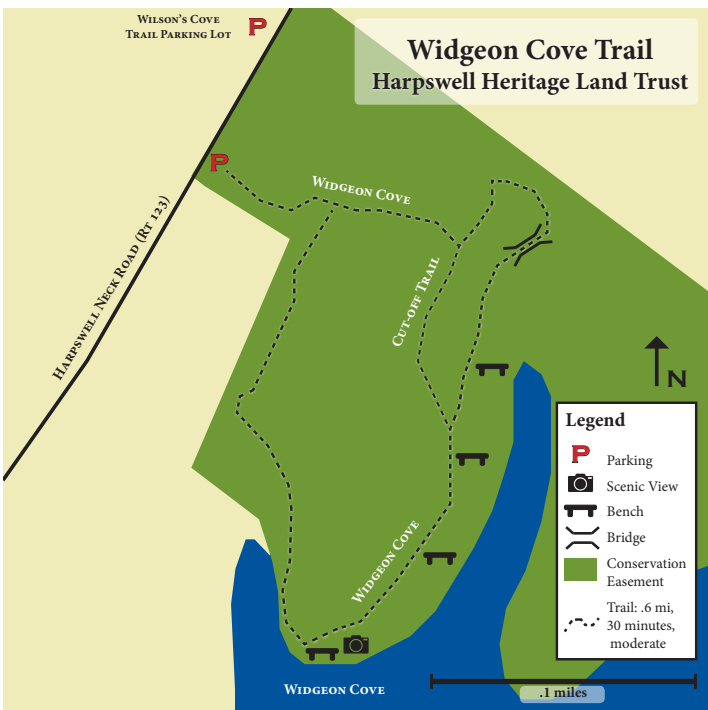 Wilson's Cove
Trail Parking Lot
P
Widgeon Cove Trail
Harpswell Heritage Land Trust
P
Widgeon Cove
Harpswell Neck Road (Rt 123)
Cut-off Trail
N
Widgeon Cove
Legend
P Parking
Scenic View
Bench
Bridge
Conservation
Easement
Trail: .6 mi,
30 minutes,
moderate
Widgeon Cove
.1 miles